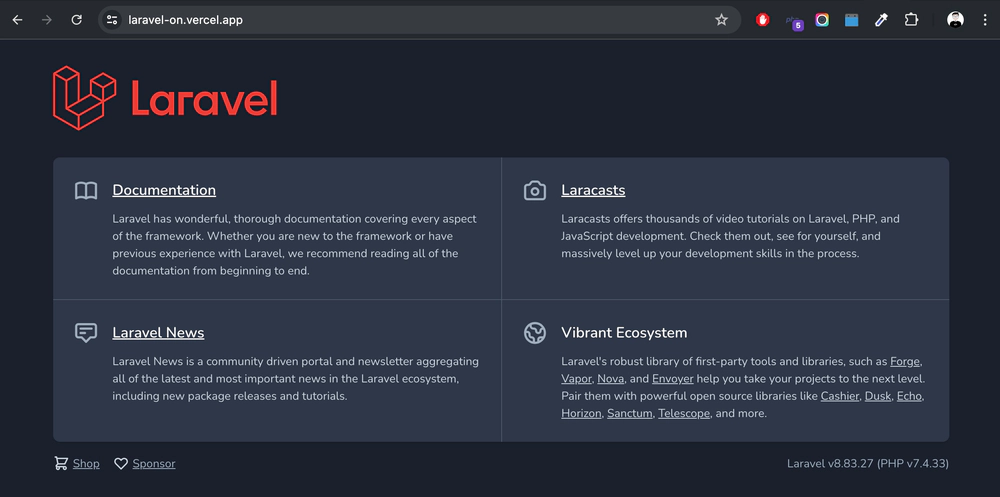 laravel-on.vercel.app
5
Laravel
Documentation
Laravel has wonderful, thorough documentation covering every aspect
of the framework. Whether you are new to the framework or have
previous experience with Laravel, we recommend reading all of the
documentation from beginning to end.
Laracasts
Laracasts offers thousands of video tutorials on Laravel, PHP, and
JavaScript development. Check them out, see for yourself, and
massively level up your development skills in the process.
Laravel News
Laravel News is a community driven portal and newsletter aggregating
all of the latest and most important news in the Laravel ecosystem,
including new package releases and tutorials.
Vibrant Ecosystem
Laravel's robust library of first-party tools and libraries, such as Forge,
Vapor, Nova, and Envoyer help you take your projects to the next level.
Pair them with powerful open source libraries like Cashier, Dusk, Echo,
Horizon, Sanctum, Telescope, and more.
Shop
Sponsor
Laravel v8.83.27 (PHP v7.4.33)